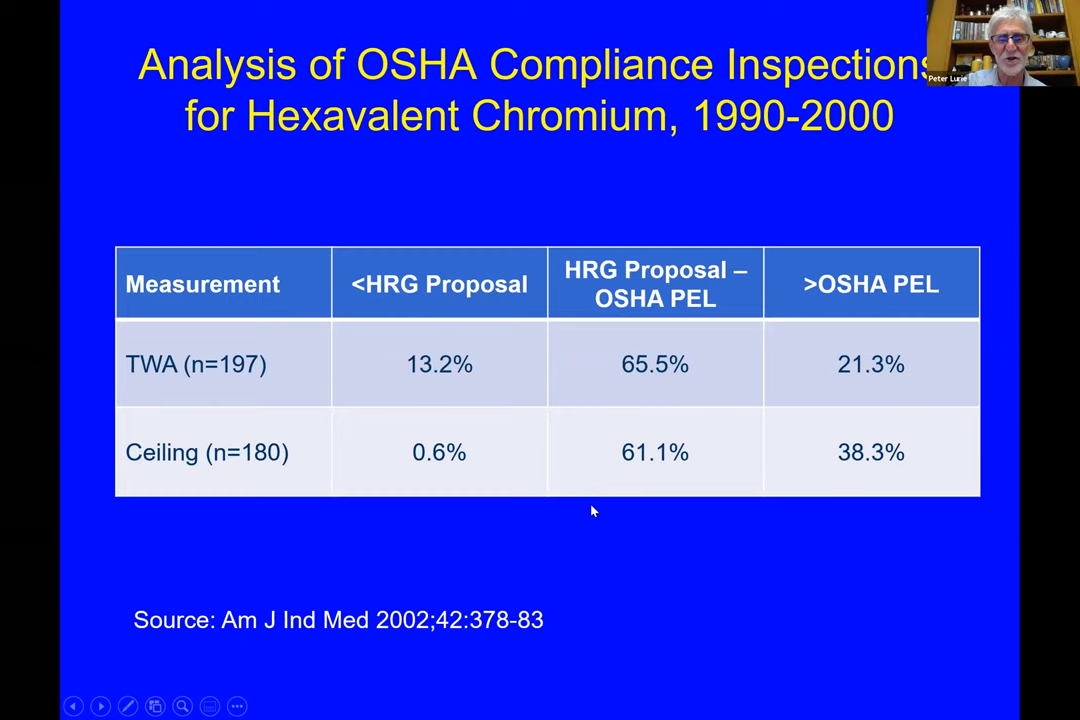 Analysis of OSHA Compliance Inspections
for Hexavalent Chromium, 1990-2000
Peter Lurie
Measurement
<HRG Proposal
HRG Proposal –
OSHA PEL
>OSHA PEL
TWA (n=197)
13.2%
65.5%
21.3%
Ceiling (n=180)
0.6%
61.1%
38.3%
Source: Am J Ind Med 2002;42:378-83